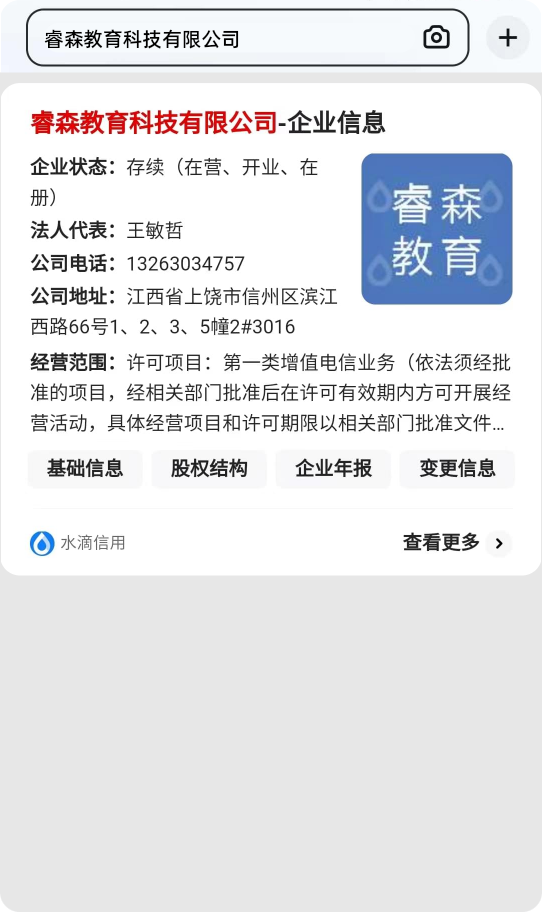 睿森教育科技有限公司
睿森教育科技有限公司-企业信息
企业状态：存续（在营、开业、在
册）
法人代表：王敏哲
公司电话：13263034757
公司地址：江西省上饶市信州区滨江
西路66号1、2、3、5幢2#3016
睿森
教育
经营范围：许可项目：第一类增值电信业务（依法须经批
准的项目，经相关部门批准后在许可有效期内方可开展经
营活动，具体经营项目和许可期限以相关部门批准文件...
基础信息 股权结构 企业年报 变更信息
水滴信用 查看更多